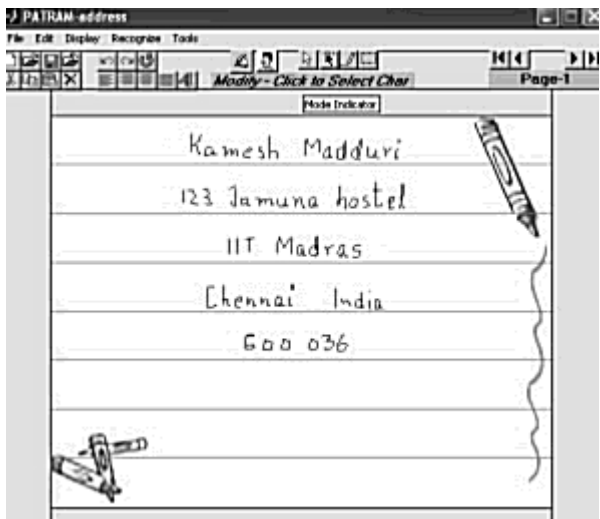 PATRAM-address
File Edit Display Recognize Tools
Modify - Click to Select Char Page-1
Mode Indicator
Kamesh Madduri
123 Jamuna hostel
IIT Madras
Chennai India
600 036